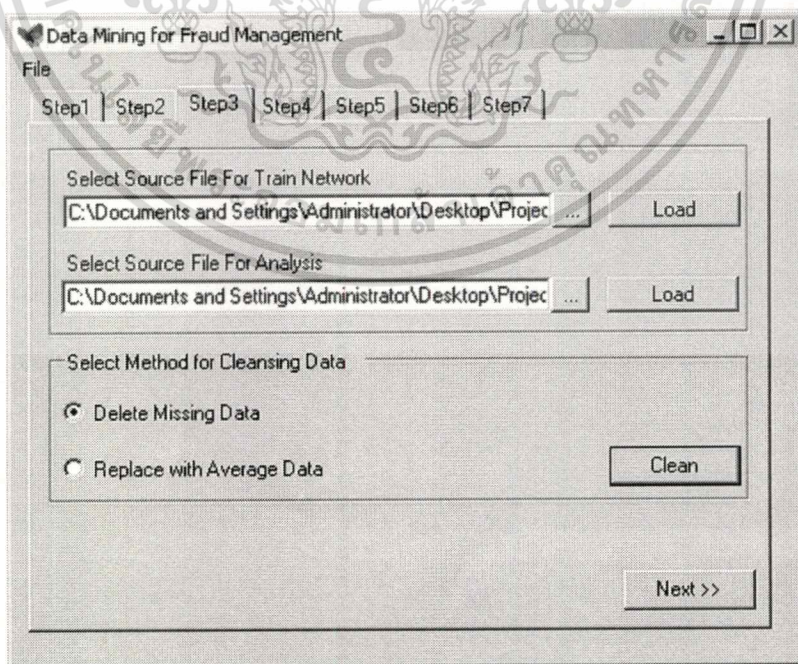 Data Mining for Fraud Management
File
Step1 Step2 Step3 Step4 Step5 Step6 Step7
Select Source File For Train Network
C:\Documents and Settings\Administrator\Desktop\Projec ... Load
Select Source File For Analysis
C:\Documents and Settings\Administrator\Desktop\Projec ... Load
Select Method for Cleansing Data
Delete Missing Data
Replace with Average Data
Clean
Next >>